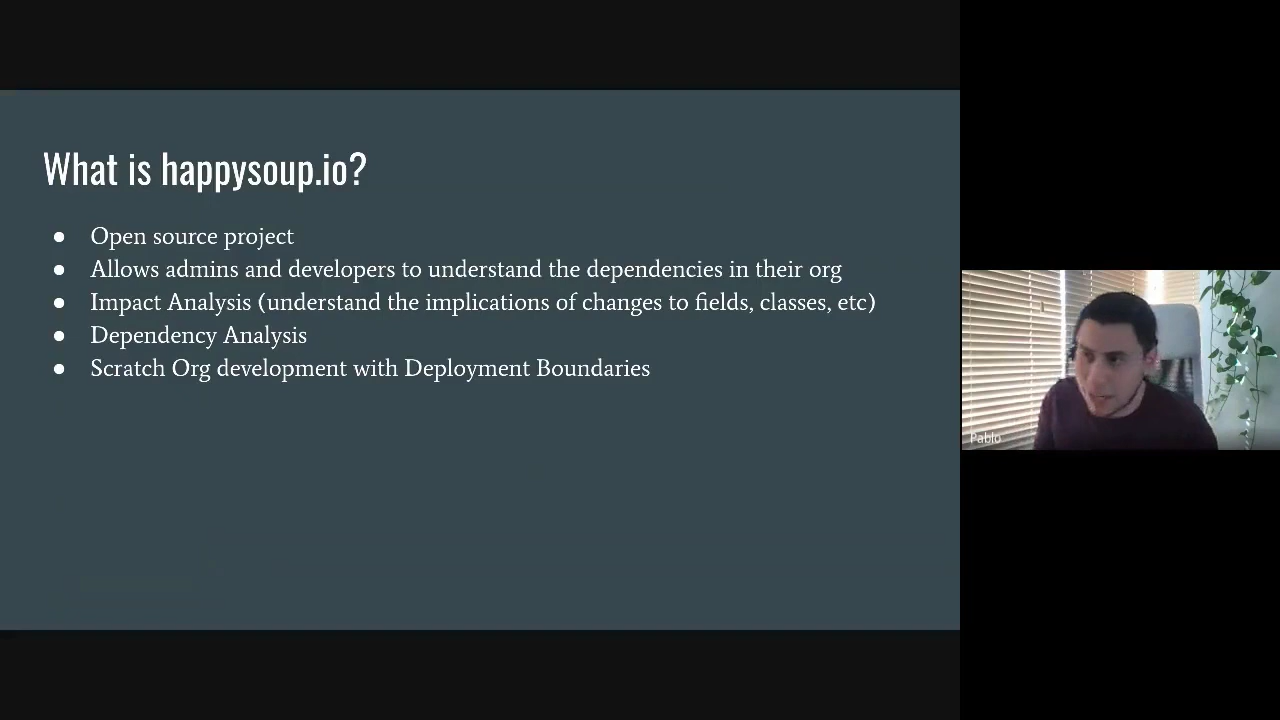 What is happysoup.io?
● Open source project
● Allows admins and developers to understand the dependencies in their org
● Impact Analysis (understand the implications of changes to fields, classes, etc)
● Dependency Analysis
● Scratch Org development with Deployment Boundaries
Pablo